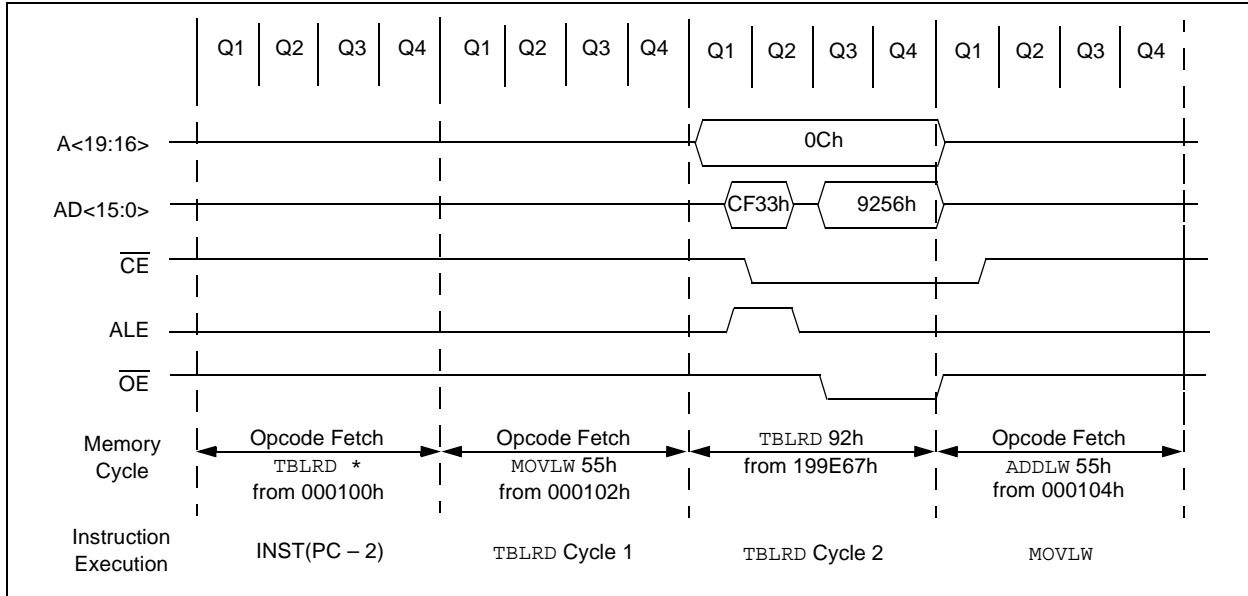 Q1 Q2 Q3 Q4 Q1 Q2 Q3 Q4 Q1 Q2 Q3 Q4 Q1 Q2 Q3 Q4
A<19:16>
0Ch
AD<15:0>
CF33h
9256h
CE
ALE
OE
Memory
Cycle
Opcode Fetch
TBLRD *
from 000100h
Opcode Fetch
MOVLW 55h
from 000102h
TBLRD 92h
from 199E67h
Opcode Fetch
ADDLW 55h
from 000104h
Instruction
Execution
INST(PC – 2)
TBLRD Cycle 1
TBLRD Cycle 2
MOVLW